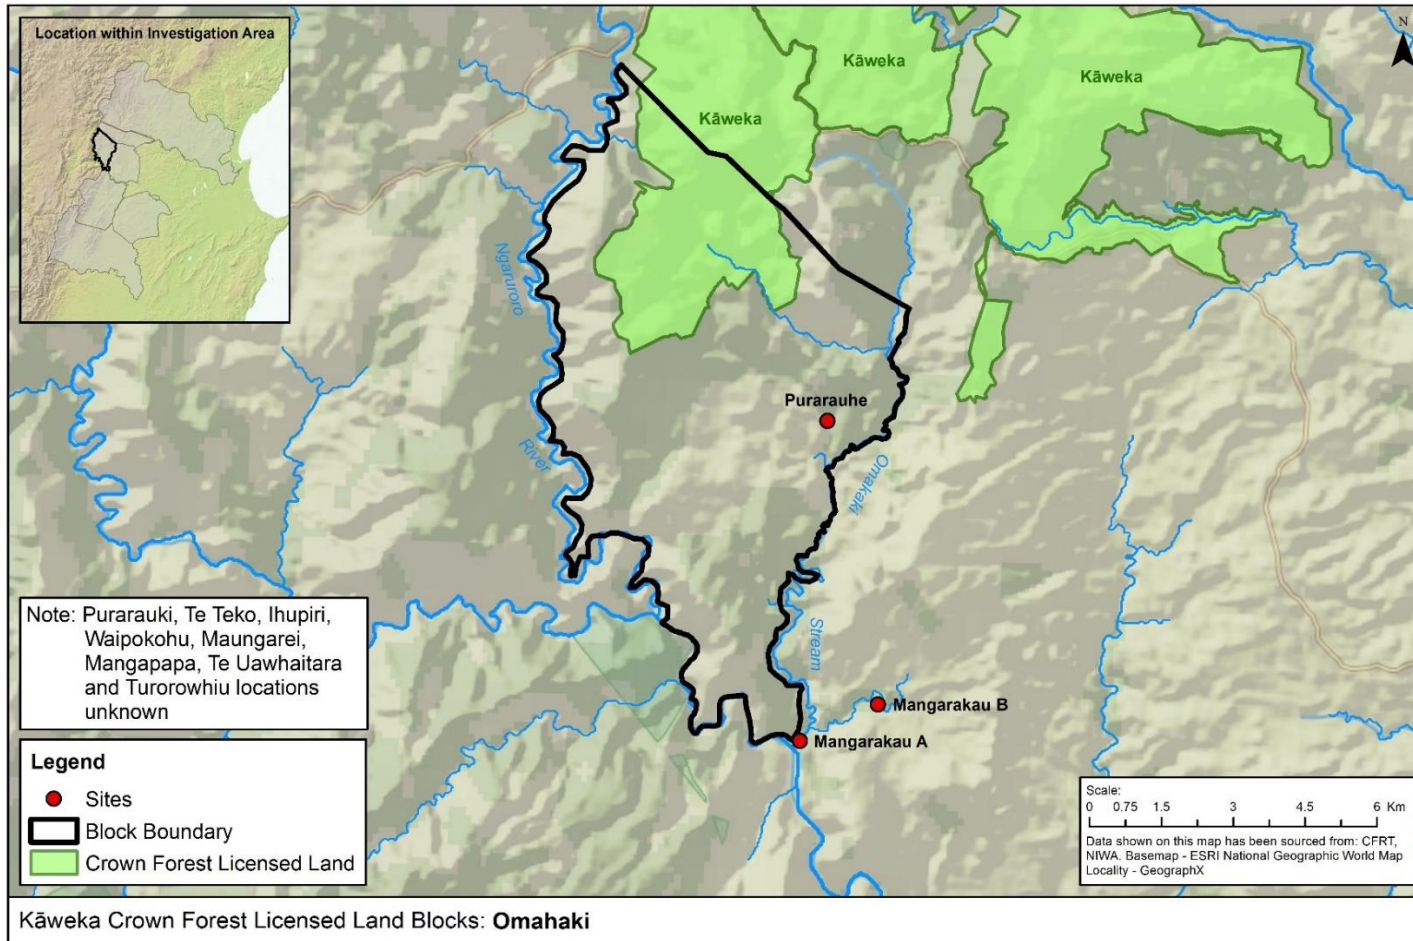 Location within Investigation Area
N
Kāweka
Kāweka
Kāweka
Ngaruroro
River
Purarauhe
Omakaki
Stream
Mangarakau B
Mangarakau A
Note: Purarauki, Te Teko, Ihupiri,
Waipokohu, Maungarei,
Mangapapa, Te Uawhaitara
and Turorowhiu locations
unknown
Legend
Sites
Block Boundary
Crown Forest Licensed Land
Scale:
0 0.75 1.5 3 4.5 6 Km
Data shown on this map has been sourced from: CFRT,
NIWA. Basemap - ESRI National Geographic World Map
Locality - GeographX
Kāweka Crown Forest Licensed Land Blocks: Omahaki